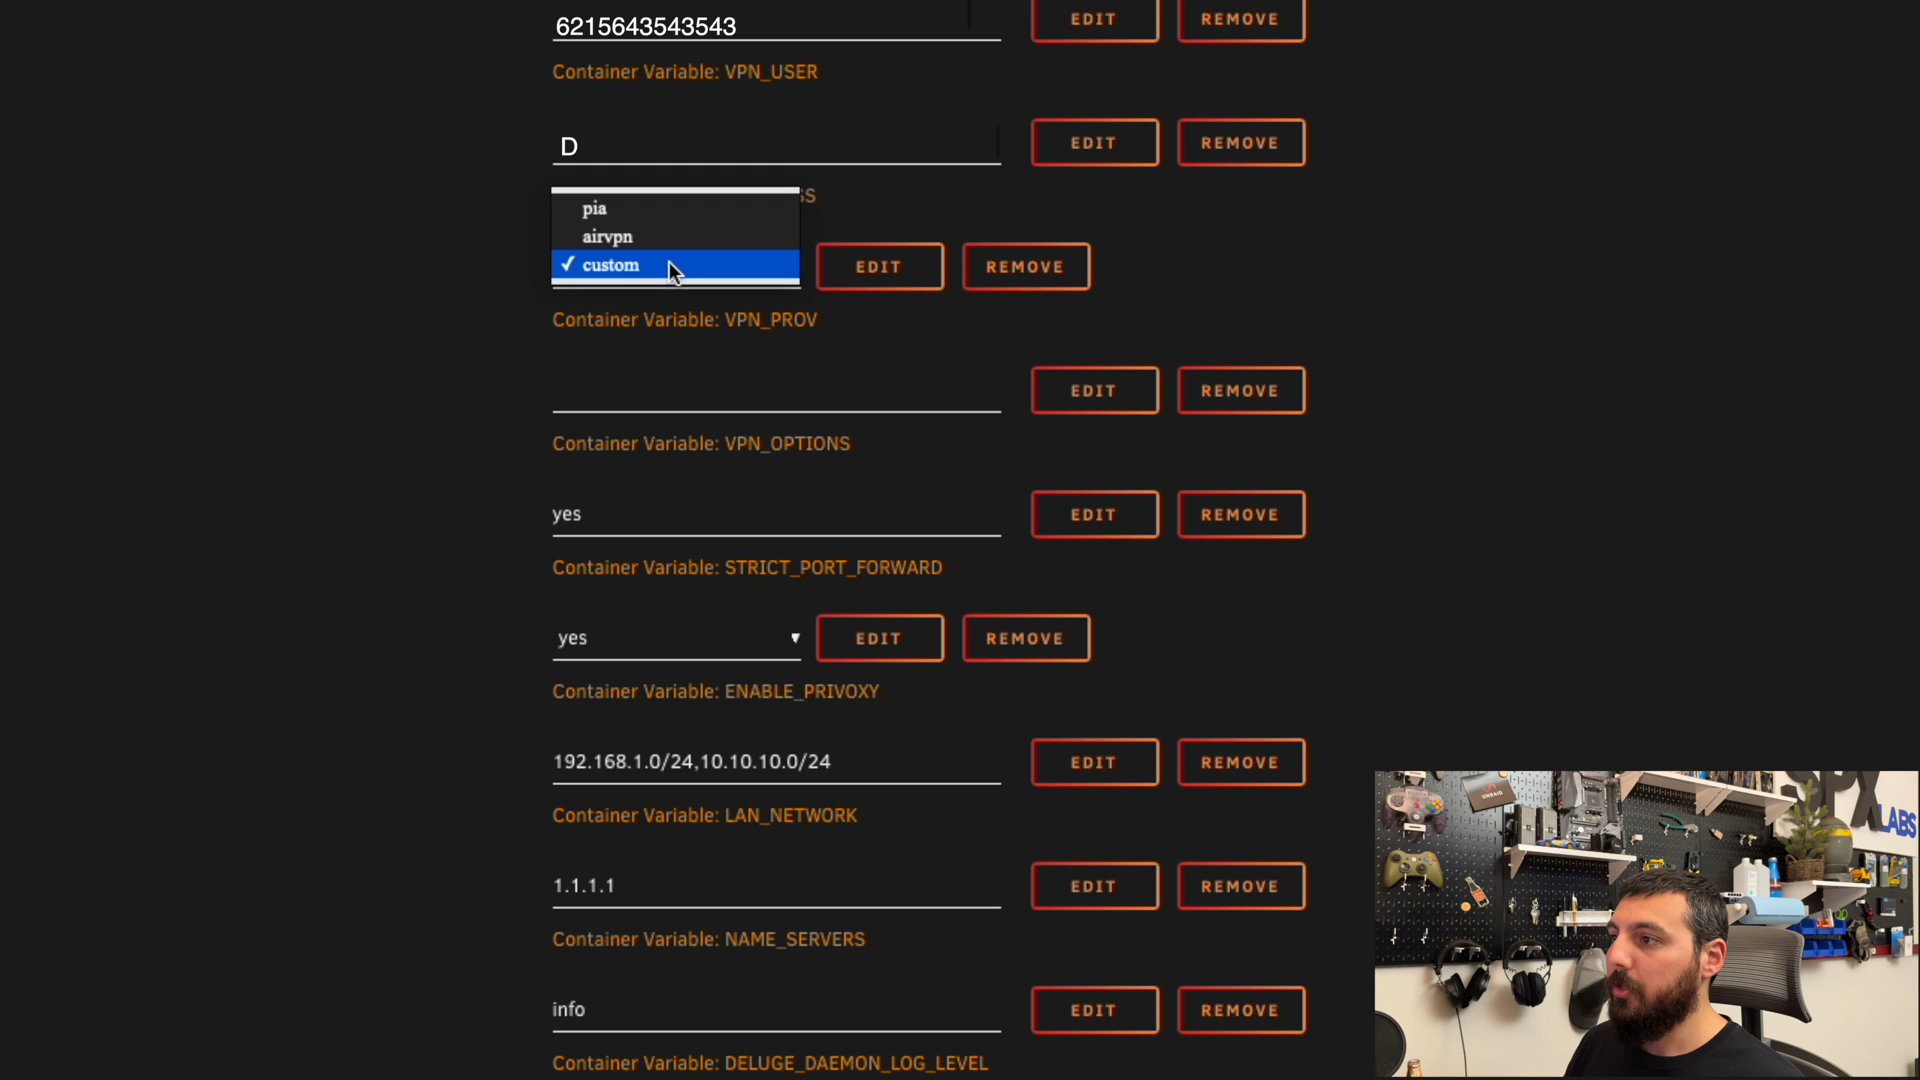 6215643543543
EDIT
REMOVE
Container Variable: VPN_USER
D
EDIT
REMOVE
pia
airvpn
✓ custom
EDIT
REMOVE
Container Variable: VPN_PROV
EDIT
REMOVE
Container Variable: VPN_OPTIONS
yes
EDIT
REMOVE
Container Variable: STRICT_PORT_FORWARD
yes
EDIT
REMOVE
Container Variable: ENABLE_PRIVOXY
192.168.1.0/24,10.10.10.0/24
EDIT
REMOVE
Container Variable: LAN_NETWORK
1.1.1.1
EDIT
REMOVE
Container Variable: NAME_SERVERS
info
EDIT
REMOVE
Container Variable: DELUGE_DAEMON_LOG_LEVEL
UNRAID
SPX
LABS